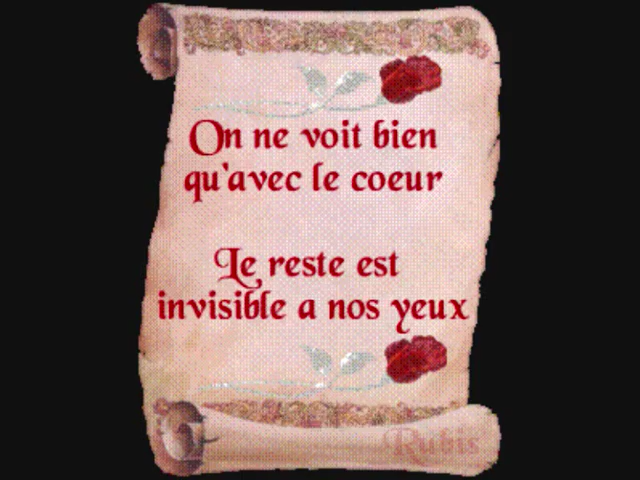 On ne voit bien
qu'avec le coeur
Le reste est
invisible a nos yeux
Rubis